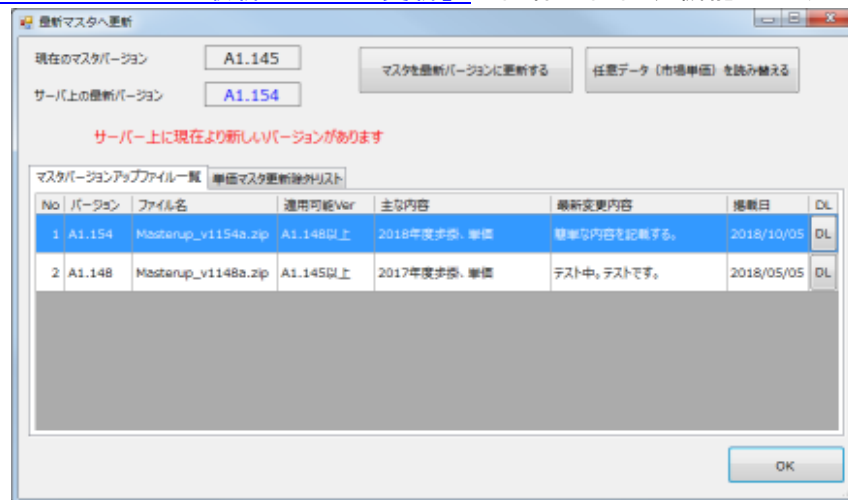 最新マスタへ更新
現在のマスタバージョン A1.145 マスタを最新バージョンに更新する 任意データ（市場単価）を読み替える
サーバ上の最新バージョン A1.154
サーバー上に現在より新しいバージョンがあります
マスタバージョンアップファイル一覧 単価マスタ更新除外リスト
No バージョン ファイル名 適用可能Ver 主な内容 最新変更内容 掲載日 DL
1 A1.154 Masterup_v1154a.zip A1.148以上 2018年度歩掛、単価 簡単な内容を記載する。 2018/10/05 DL
2 A1.148 Masterup_v1148a.zip A1.145以上 2017年度歩掛、単価 テスト中。テストです。 2018/05/05 DL
OK